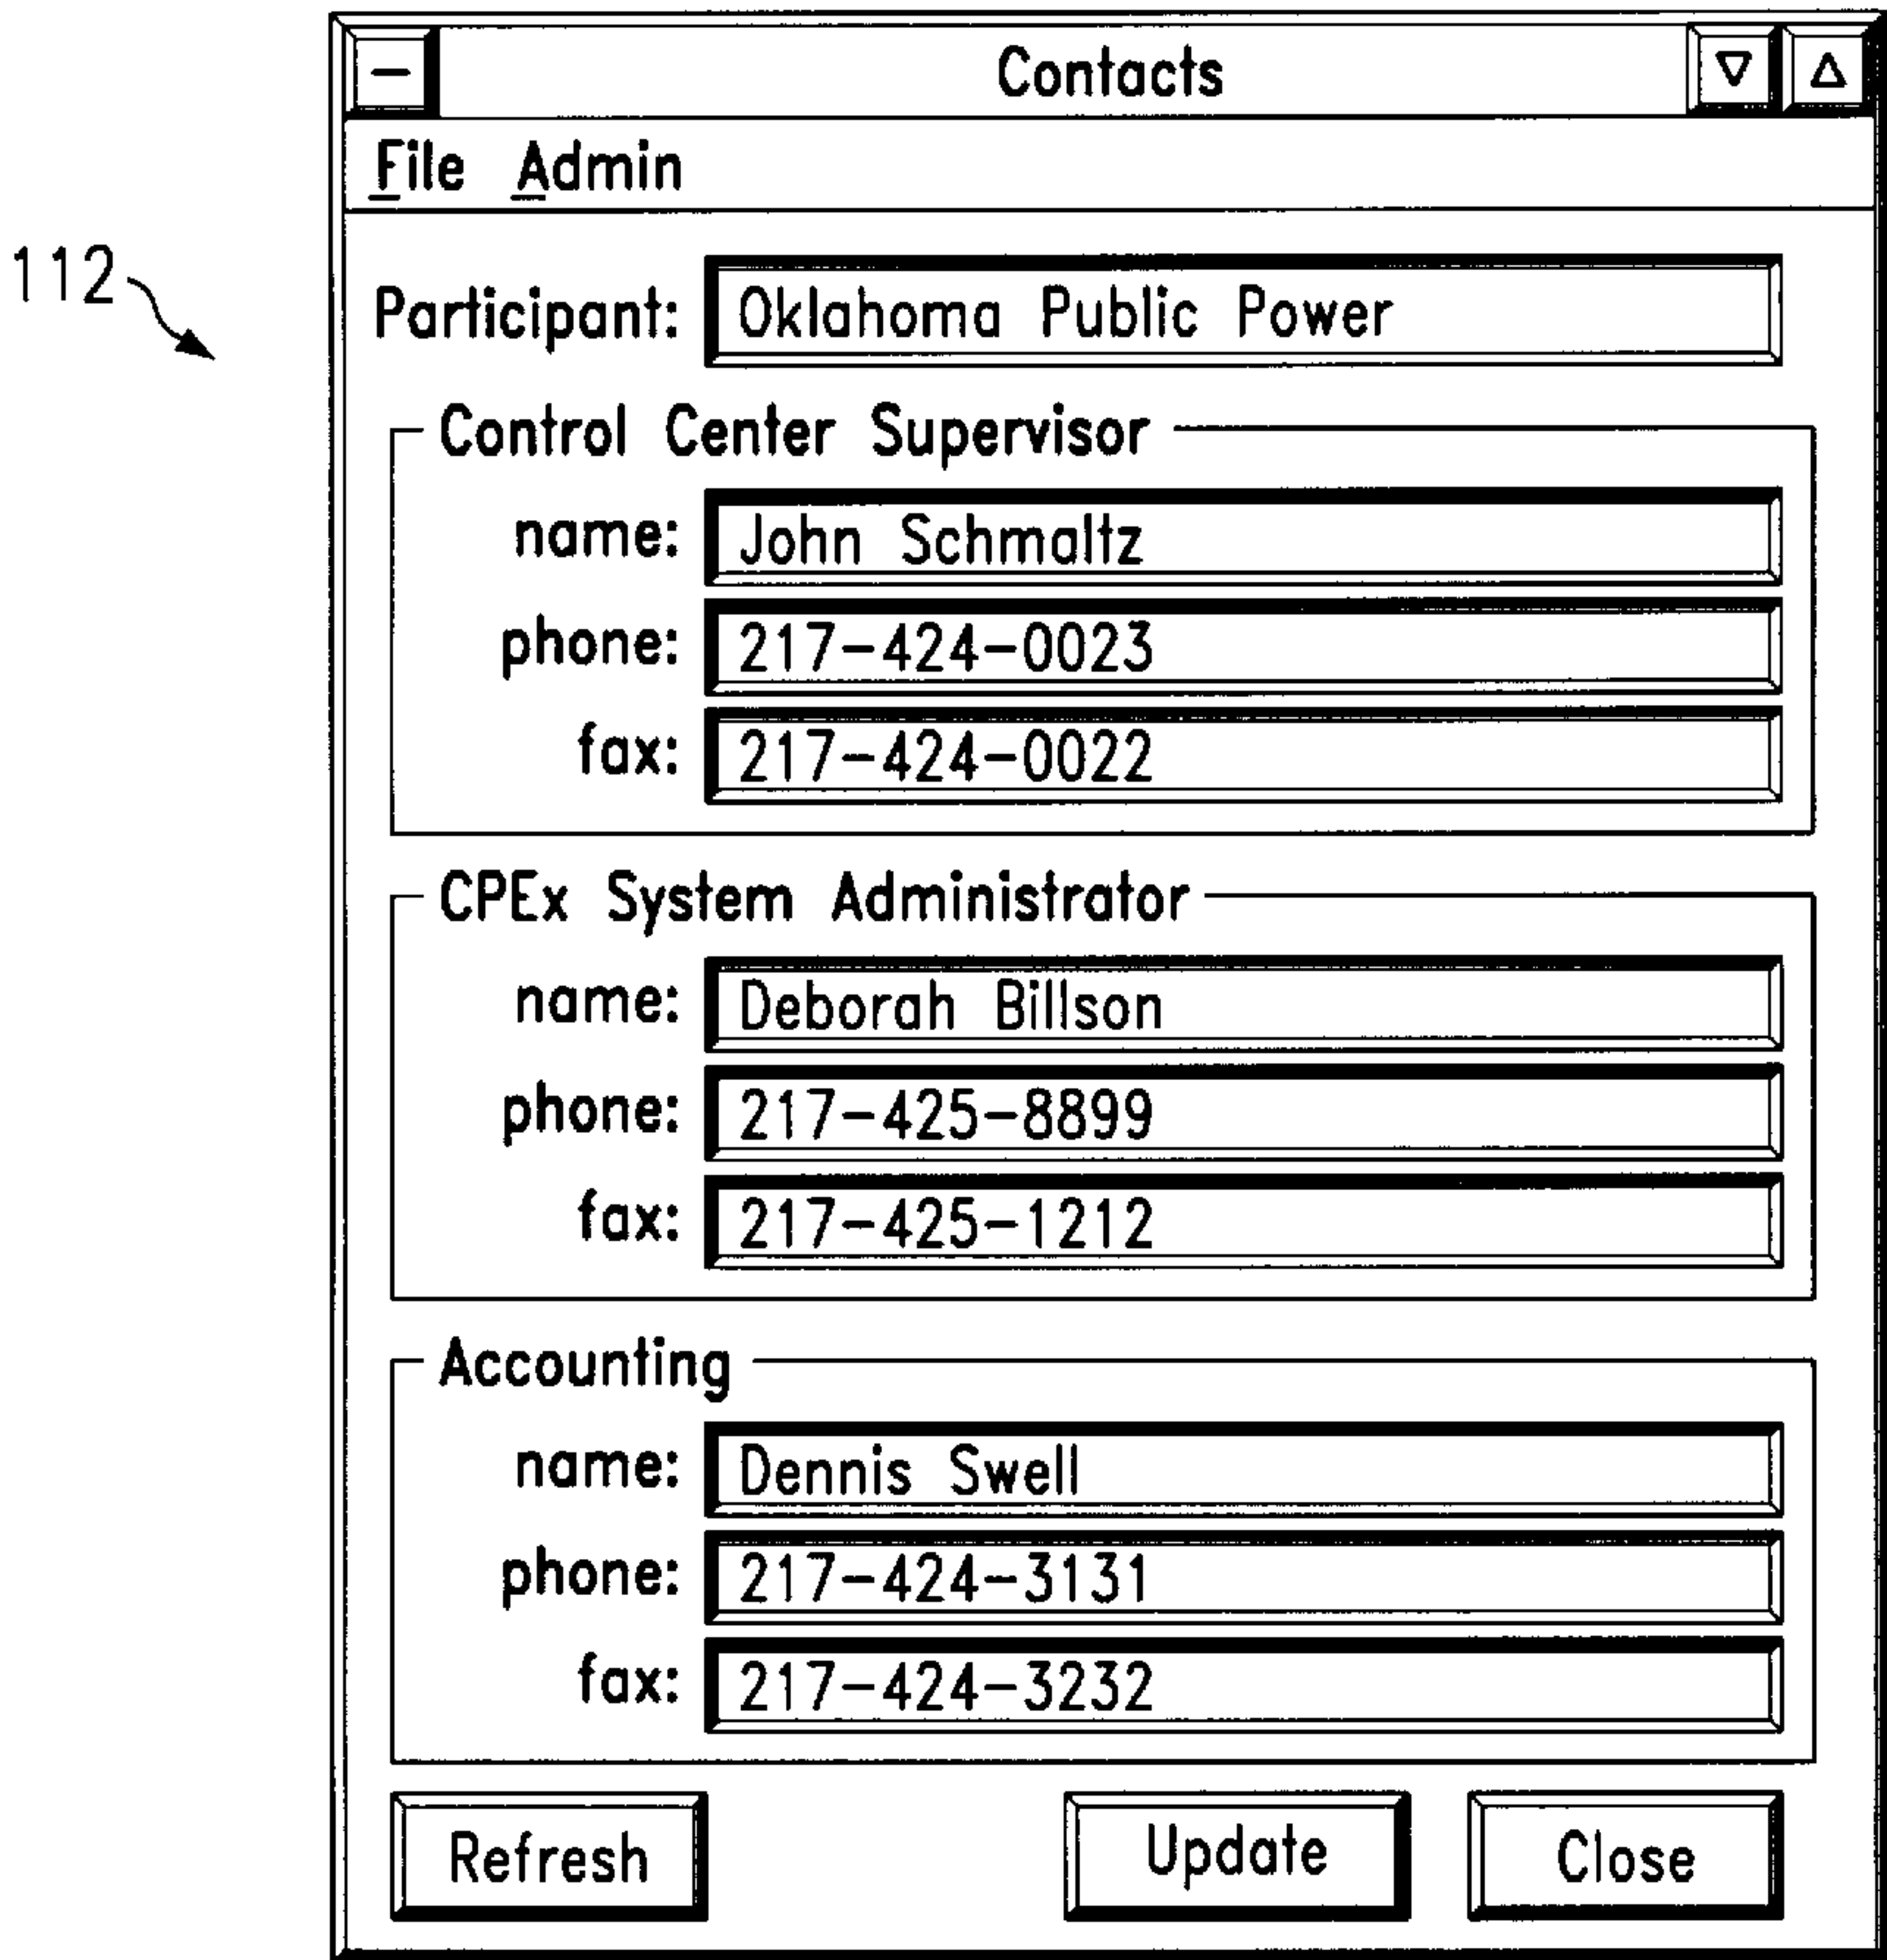 Contacts
File Admin
112
Participant: Oklahoma Public Power
Control Center Supervisor
name: John Schmaltz
phone: 217-424-0023
fax: 217-424-0022
CPEx System Administrator
name: Deborah Billson
phone: 217-425-8899
fax: 217-425-1212
Accounting
name: Dennis Swell
phone: 217-424-3131
fax: 217-424-3232
Refresh Update Close